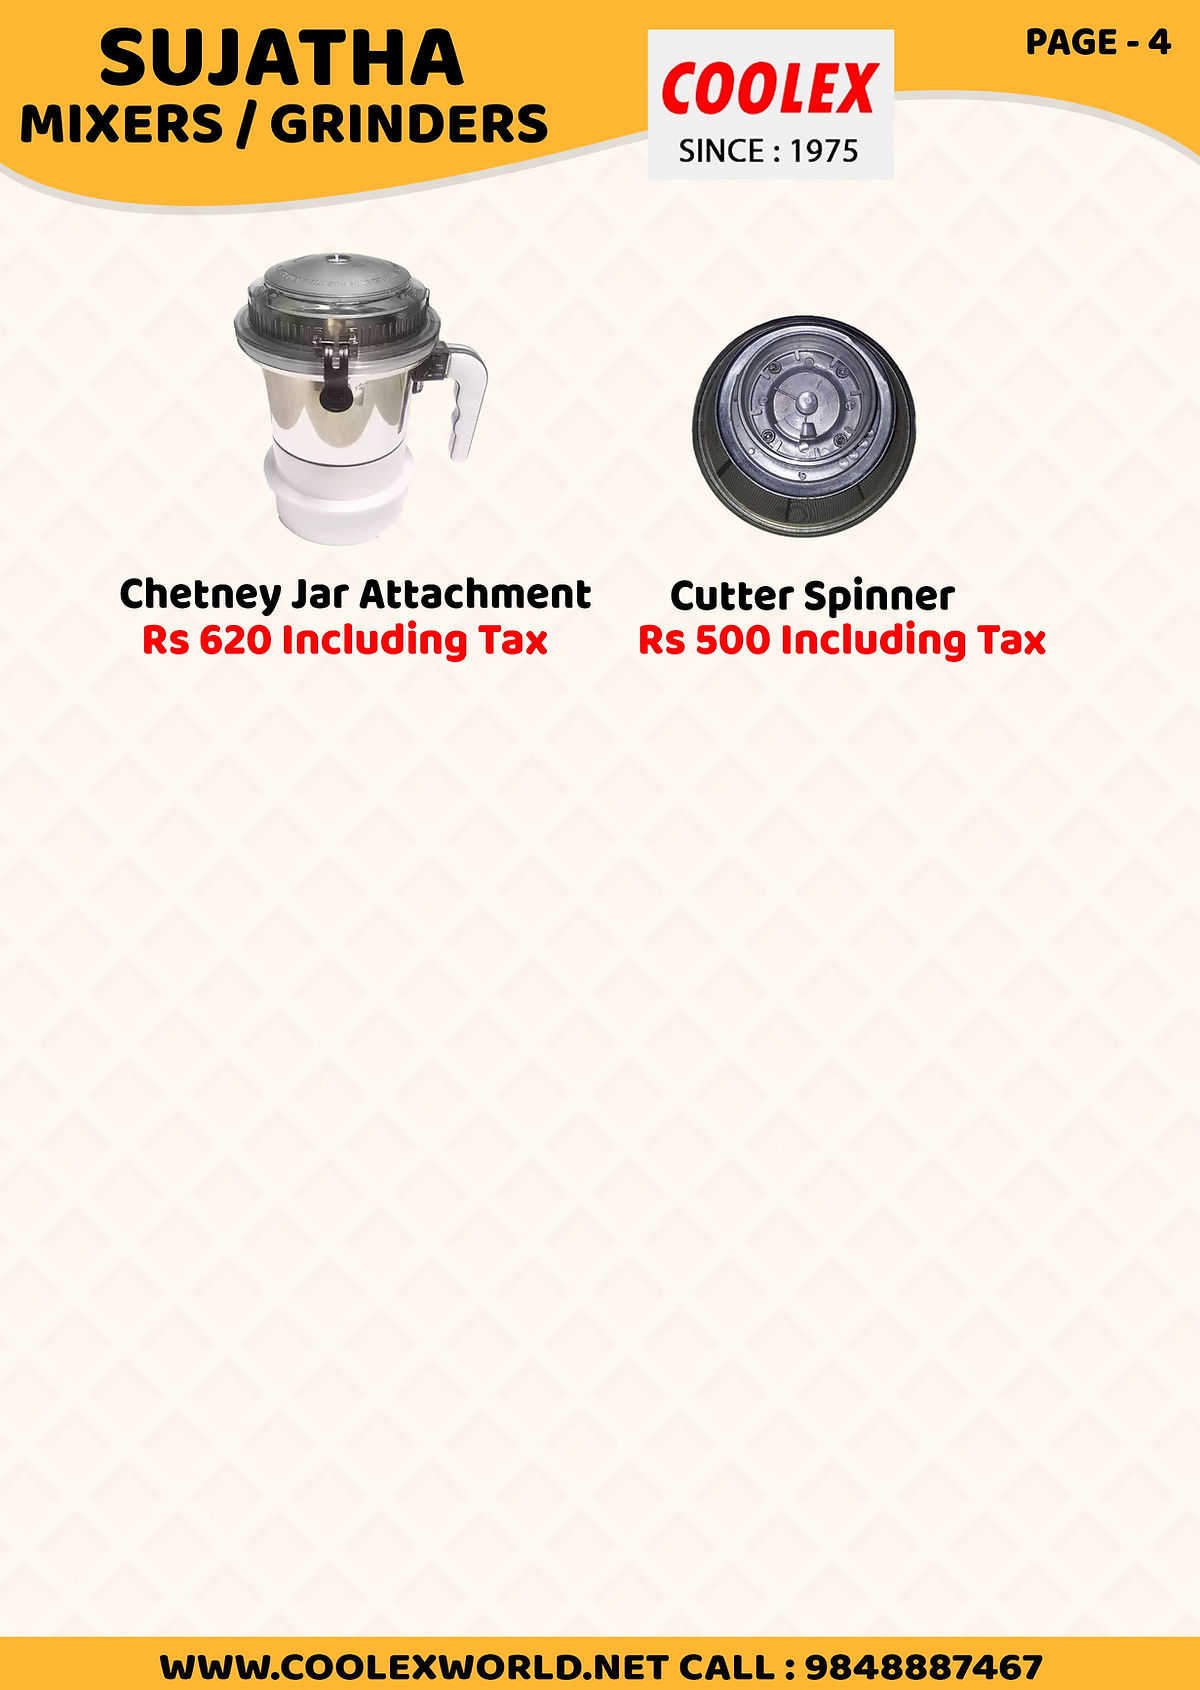 SUJATHA
MIXERS / GRINDERS
COOLEX
SINCE : 1975
PAGE - 4
Chetney Jar Attachment
Rs 620 Including Tax
Cutter Spinner
Rs 500 Including Tax
WWW.COOLEXWORLD.NET CALL : 9848887467